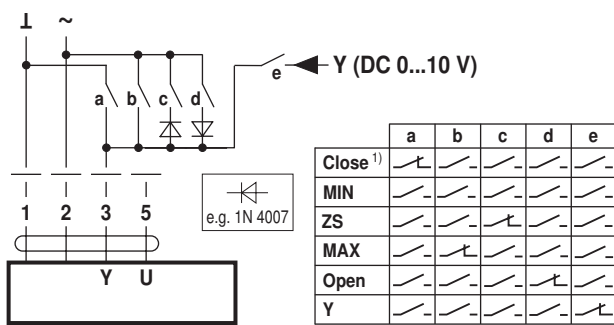 ⊥ ~
e
Y (DC 0...10 V)
a b c d
a b c d e
Close 1)
MIN
ZS
MAX
Open
Y
e.g. 1N 4007
1 2 3 5
Y U